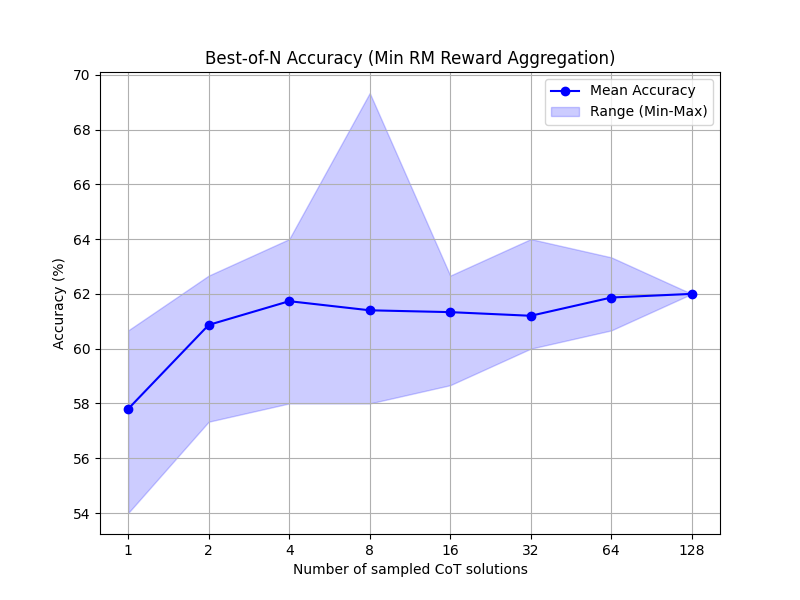 Best-of-N Accuracy (Min RM Reward Aggregation)
Mean Accuracy
Range (Min-Max)
Accuracy (%)
70
68
66
64
62
60
58
56
54
1 2 4 8 16 32 64 128
Number of sampled CoT solutions